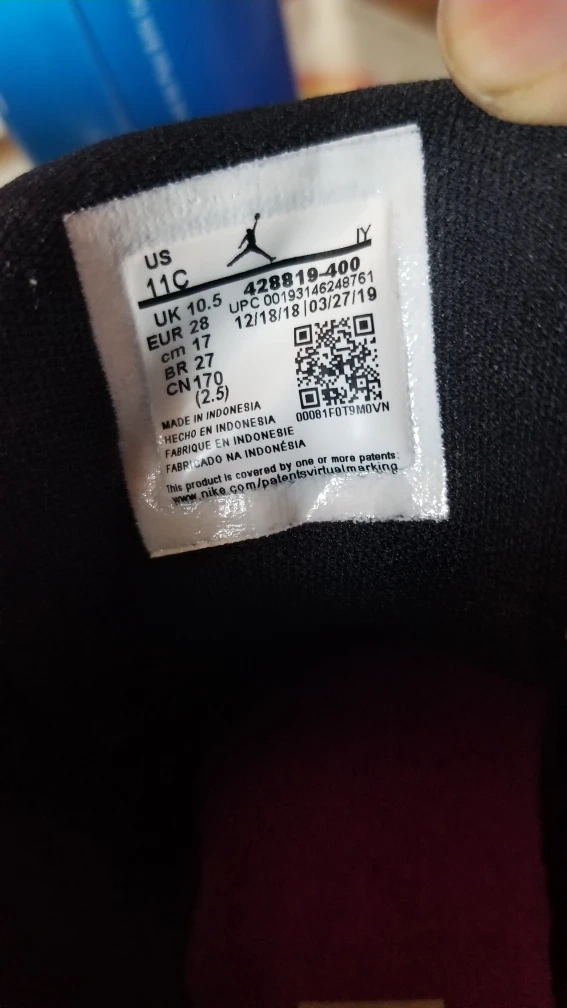 US
11C
IY
UK 10.5
EUR 28
cm 17
BR 27
CN 170
(2.5)
428819-400
UPC 00193146248761
12/18/18|03/27/19
00081F0T9M0VN
MADE IN INDONESIA
HECHO EN INDONESIA
FABRIQUE EN INDONESIE
FABRICADO NA INDONÉSIA
This product is covered by one or more patents:
www.nike.com/patentsvirtualmarking